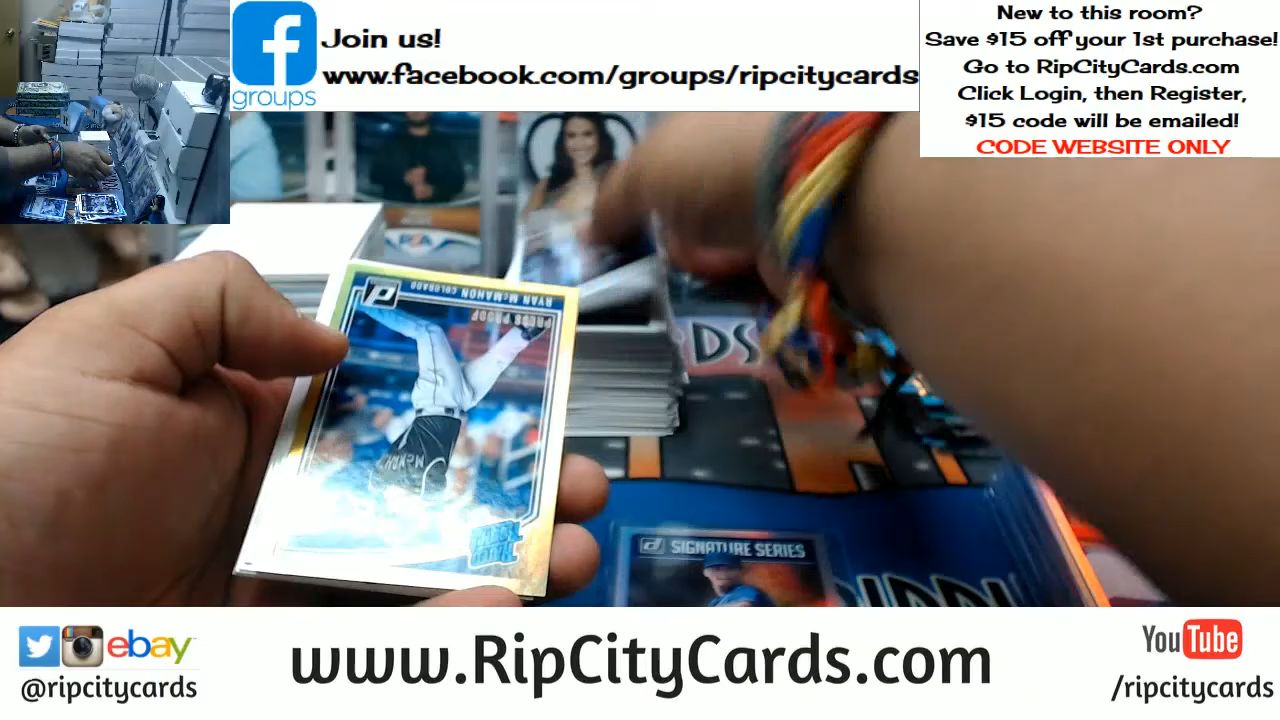 groups
Join us!
www.facebook.com/groups/ripcitycards
New to this room?
Save $15 off your 1st purchase!
Go to RipCityCards.com
Click Login, then Register,
$15 code will be emailed!
CODE WEBSITE ONLY
RYAN McMAHON COLORADO
PRESS PROOF
DS
SIGNATURE SERIES
ebay
@ripcitycards
www.RipCityCards.com
YouTube
/ripcitycards